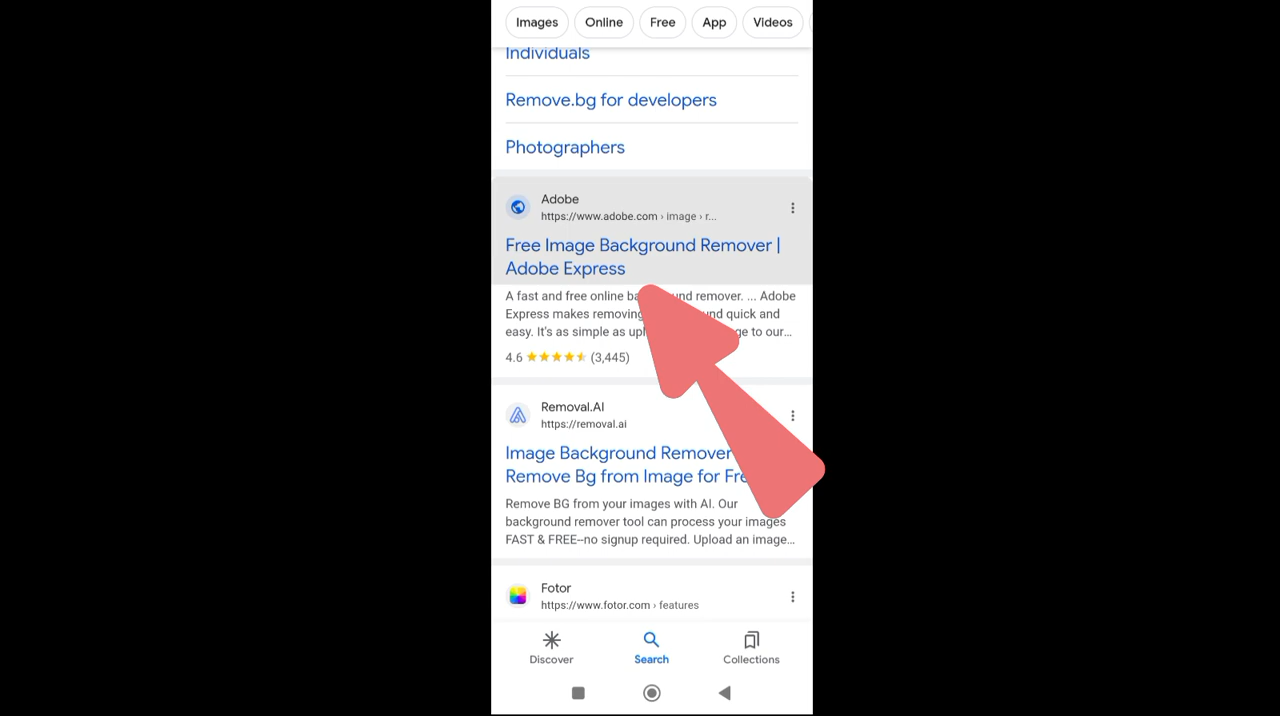 Images Online Free App Videos
Individuals
Remove.bg for developers
Photographers
Adobe
https://www.adobe.com › image › r...
Free Image Background Remover |
Adobe Express
A fast and free online ba und remover. ... Adobe
Express makes removing und quick and
easy. It's as simple as upl ge to our...
4.6 (3,445)
Removal.AI
https://removal.ai
Image Background Remover
Remove Bg from Image for Fre
Remove BG from your images with AI. Our
background remover tool can process your images
FAST & FREE–no signup required. Upload an image...
Fotor
https://www.fotor.com › features
Discover Search Collections